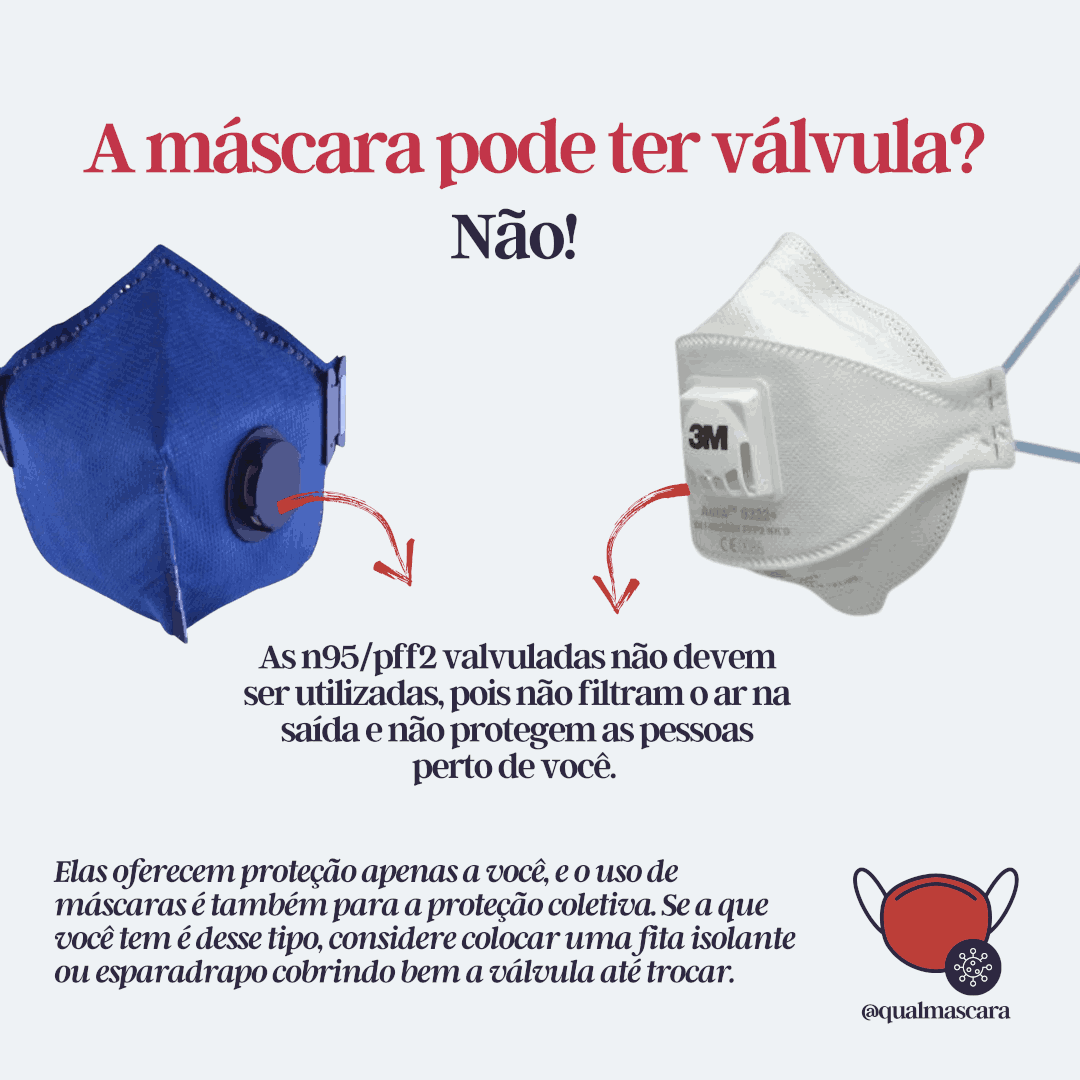 A máscara pode ter válvula?
Não!
3M
Aura™ 9322+
As n95/pff2 valvuladas não devem
ser utilizadas, pois não filtram o ar na
saída e não protegem as pessoas
perto de você.
Elas oferecem proteção apenas a você, e o uso de
máscaras é também para a proteção coletiva. Se a que
você tem é desse tipo, considere colocar uma fita isolante
ou esparadrapo cobrindo bem a válvula até trocar.
@qualmascara